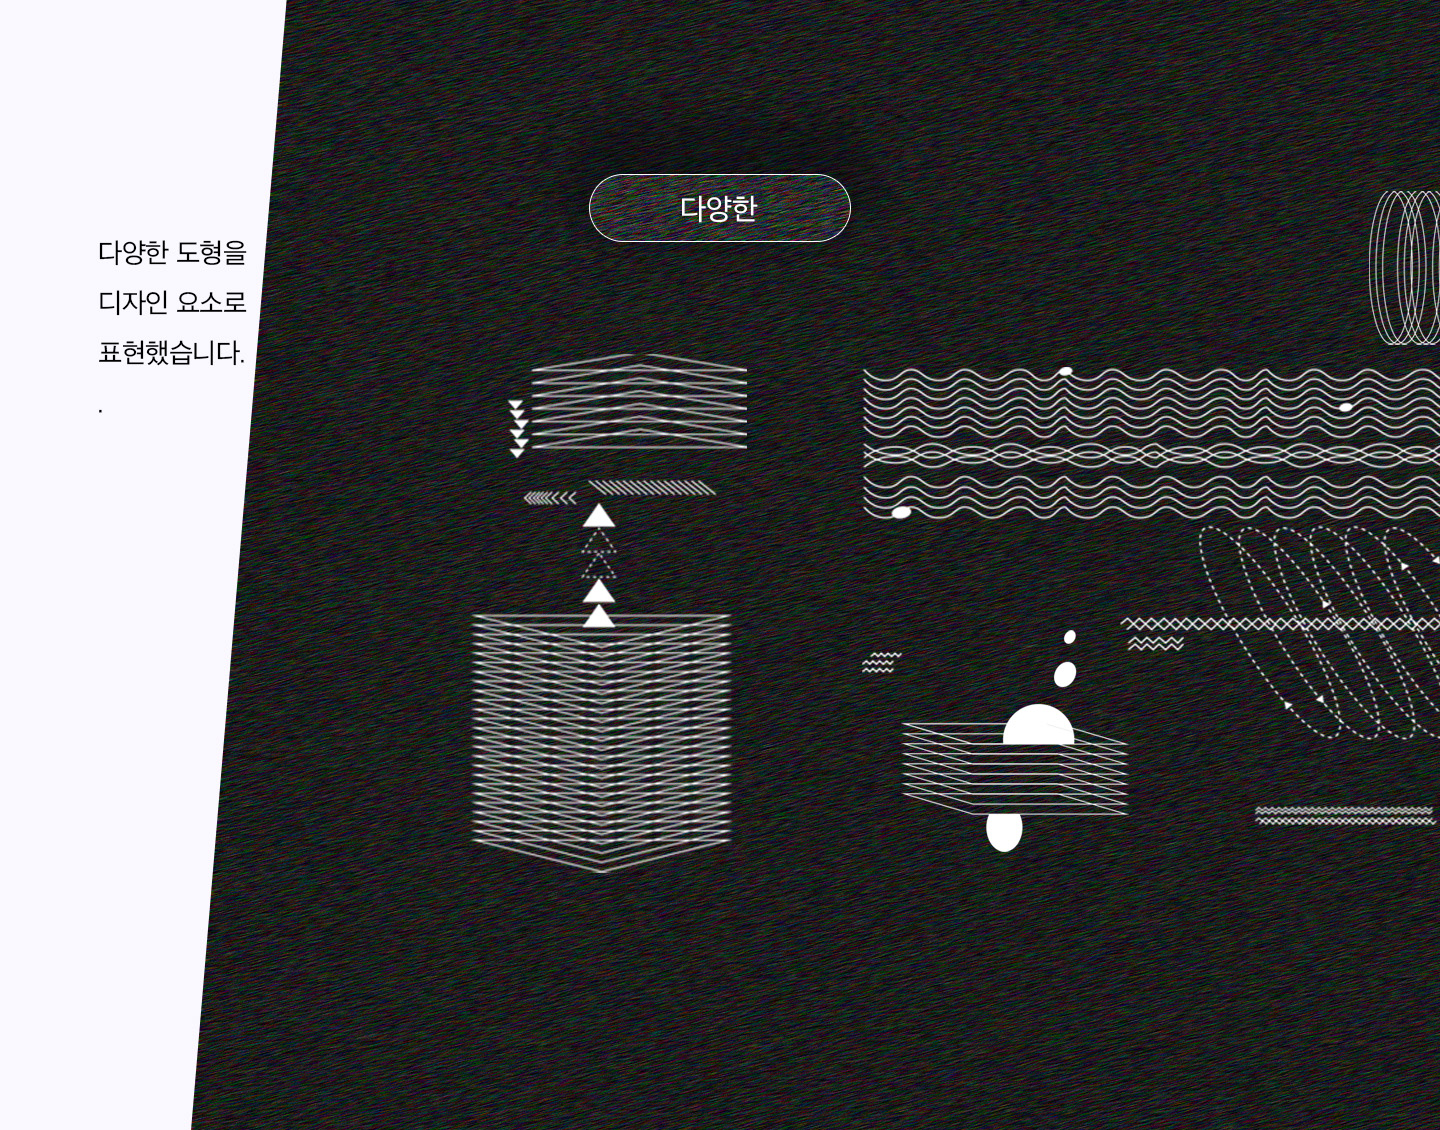 다양한
다양한 도형을
디자인 요소로
표현했습니다.
.